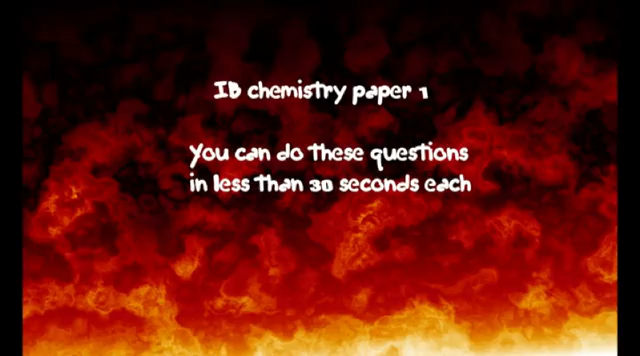 IB chemistry paper 1
You can do these questions
in less than 30 seconds each